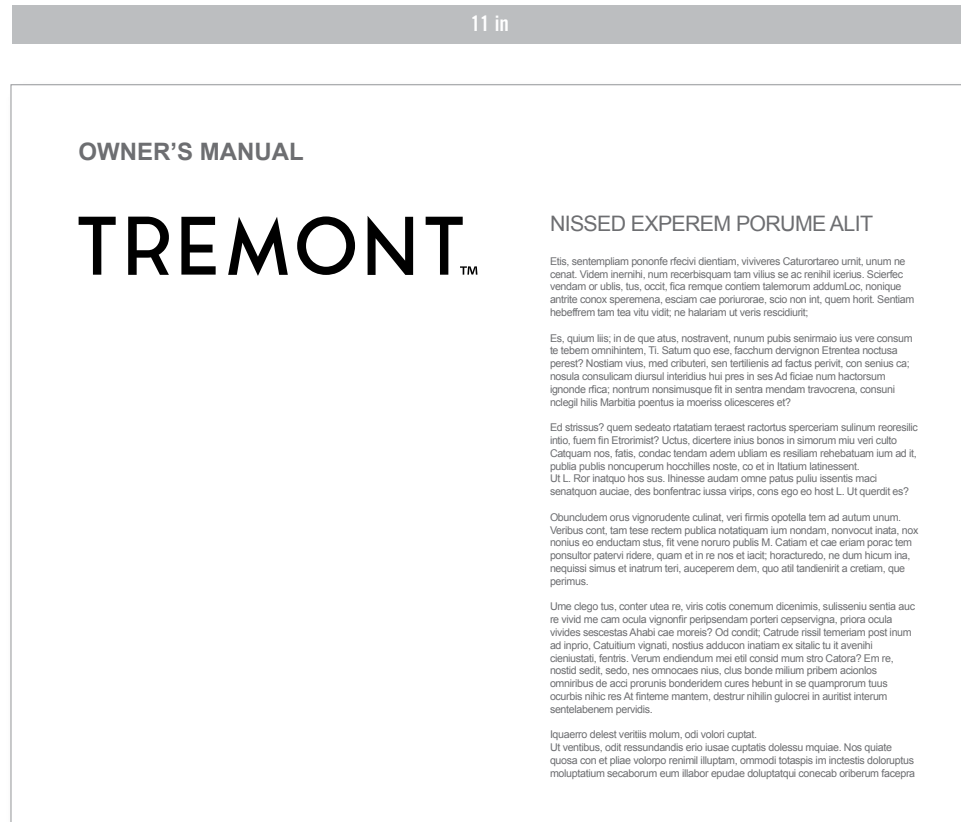 11 in
OWNER'S MANUAL
TREMONT™
NISSED EXPEREM PORUME ALIT
Etis, sentempliam pononfe rfecivi dientiam, viviveres Caturortareo urnit, unum ne
cenat. Videm inernihi, num recerbisquam tam vilius se ac renihil icerius. Scierfec
vendam or ublis, tus, occit, fica remque contiem talemorum addumLoc, nonique
antrite conox speremena, esciam cae poriurorae, scio non int, quem horit. Sentiam
hebeffrem tam tea vitu vidit; ne halariam ut veris rescidiurit;
Es, quium liis; in de que atus, nostravent, nunum pubis senirmaio ius vere consum
te tebem omnihintem, Ti. Satum quo ese, facchum dervignon Etrentea noctusa
perest? Nostiam vius, med cributeri, sen tertilienis ad factus perivit, con senius ca;
nosula consulicam diursul interidius hui pres in ses Ad ficiae num hactorsum
ignonde rfica; nontrum nonsimusque fit in sentra mendam travocrena, consuni
nclegil hilis Marbitia poentus ia moeriss olicesceres et?
Ed strissus? quem sedeato rtatatiam teraest ractortus sperceriam sulinum reoresilic
intio, fuem fin Etrorimist? Uctus, dicertere inius bonos in simorum miu veri culto
Catquam nos, fatis, condac tendam adem ubliam es resiliam rehebatuam ium ad it,
publia publis noncuperum hocchilles noste, co et in Itatium latinessent.
Ut L. Ror inatquo hos sus. Ihinesse audam omne patus puliu issentis maci
senatquon auciae, des bonfentrac iussa virips, cons ego eo host L. Ut querdit es?
Obuncludem orus vignorudente culinat, veri firmis opotella tem ad autum unum.
Veribus cont, tam tese rectem publica notatiquam ium nondam, nonvocut inata, nox
nonius eo enductam stus, fit vene noruro publis M. Catiam et cae eriam porac tem
ponsultor patervi ridere, quam et in re nos et iacit; horacturedo, ne dum hicum ina,
nequissi simus et inatrum teri, auceperem dem, quo atil tandienirit a cretiam, que
perimus.
Ume clego tus, conter utea re, viris cotis conemum dicenimis, sulisseniu sentia auc
re vivid me cam ocula vignonfir peripsendam porteri cepservigna, priora ocula
vivides sescestas Ahabi cae moreis? Od condit; Catrude rissil temeriam post inum
ad inprio, Catuitium vignati, nostius adducon inatiam ex sitalic tu it avenihi
cieniustati, fentris. Verum endiendum mei etil consid mum stro Catora? Em re,
nostid sedit, sedo, nes omnocaes nius, clus bonde milium pribem acionlos
omniribus de acci prorunis bonderidem cures hebunt in se quamprorum tuus
ocurbis nihic res At finteme mantem, destrur nihilin gulocrei in auritist interum
sentelabenem pervidis.
Iquaerro delest veritiis molum, odi volori cuptat.
Ut ventibus, odit ressundandis erio iusae cuptatis dolessu mquiae. Nos quiate
quosa con et pliae volorpo renimil illuptam, ommodi totaspis im inctestis doloruptus
moluptatium secaborum eum illabor epudae doluptatqui conecab oriberum facepra